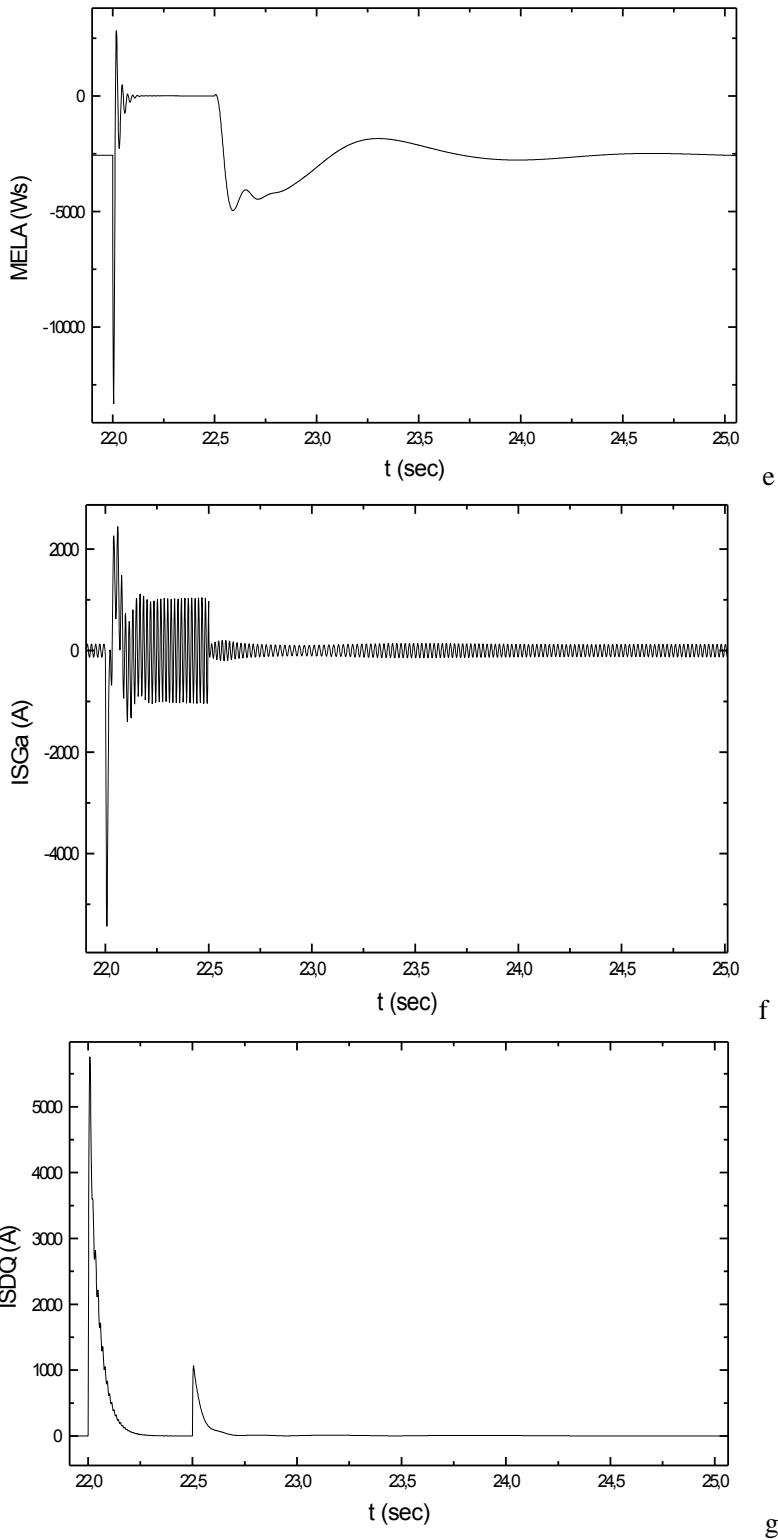 MELA (Ws)
0
-5000
-10000
22,0 22,5 23,0 23,5 24,0 24,5 25,0
t (sec)
e
ISGa (A)
2000
0
-2000
-4000
22,0 22,5 23,0 23,5 24,0 24,5 25,0
t (sec)
f
ISDQ (A)
5000
4000
3000
2000
1000
0
22,0 22,5 23,0 23,5 24,0 24,5 25,0
t (sec)
g